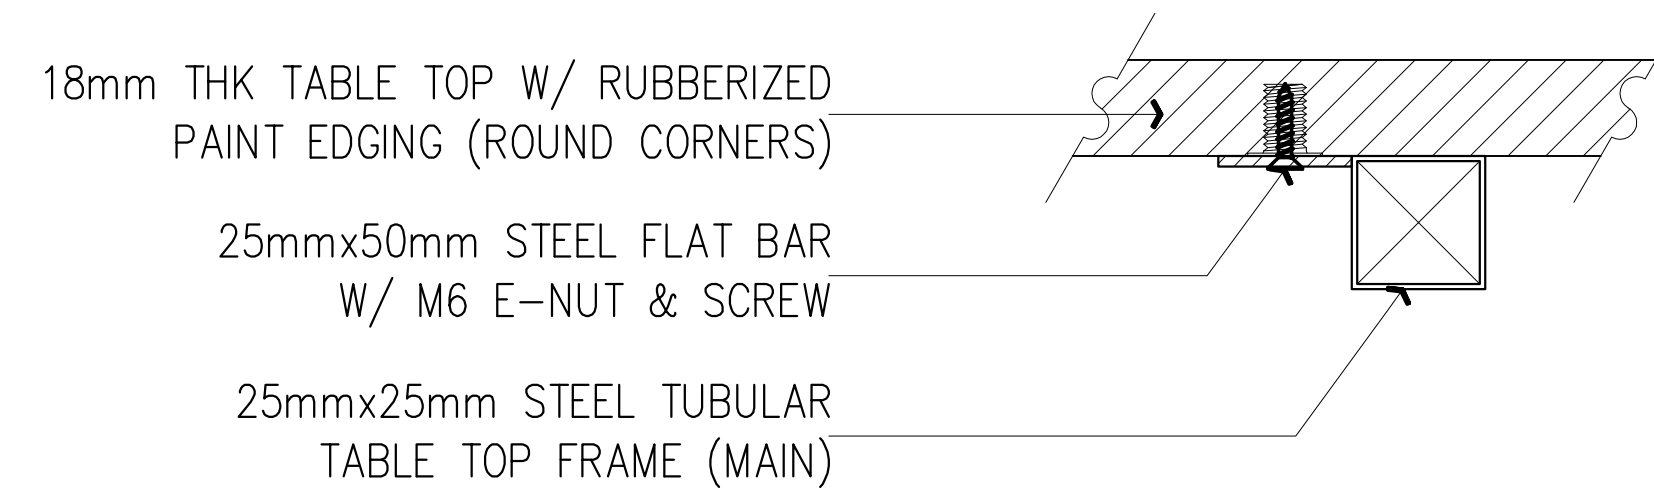 18mm THK TABLE TOP W/ RUBBERIZED
PAINT EDGING (ROUND CORNERS)
25mmx50mm STEEL FLAT BAR
W/ M6 E-NUT & SCREW
25mmx25mm STEEL TUBULAR
TABLE TOP FRAME (MAIN)